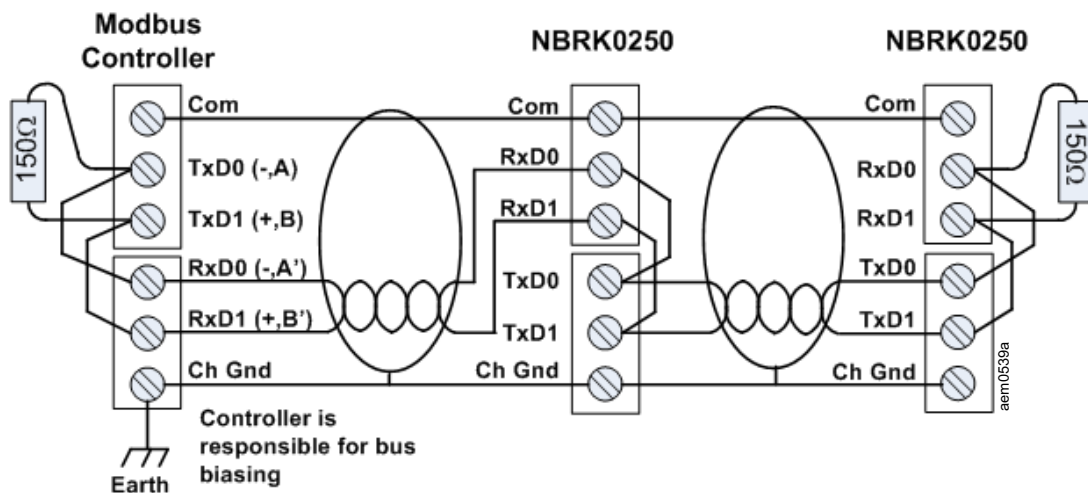 Modbus
Controller
NBRK0250
NBRK0250
150Ω
Com
TxD0 (-,A)
TxD1 (+,B)
RxD0 (-,A’)
RxD1 (+,B’)
Ch Gnd
Controller is
responsible for bus
biasing
Earth
Com
RxD0
RxD1
TxD0
TxD1
Ch Gnd
Com
RxD0
RxD1
TxD0
TxD1
Ch Gnd
150Ω
aem0539a